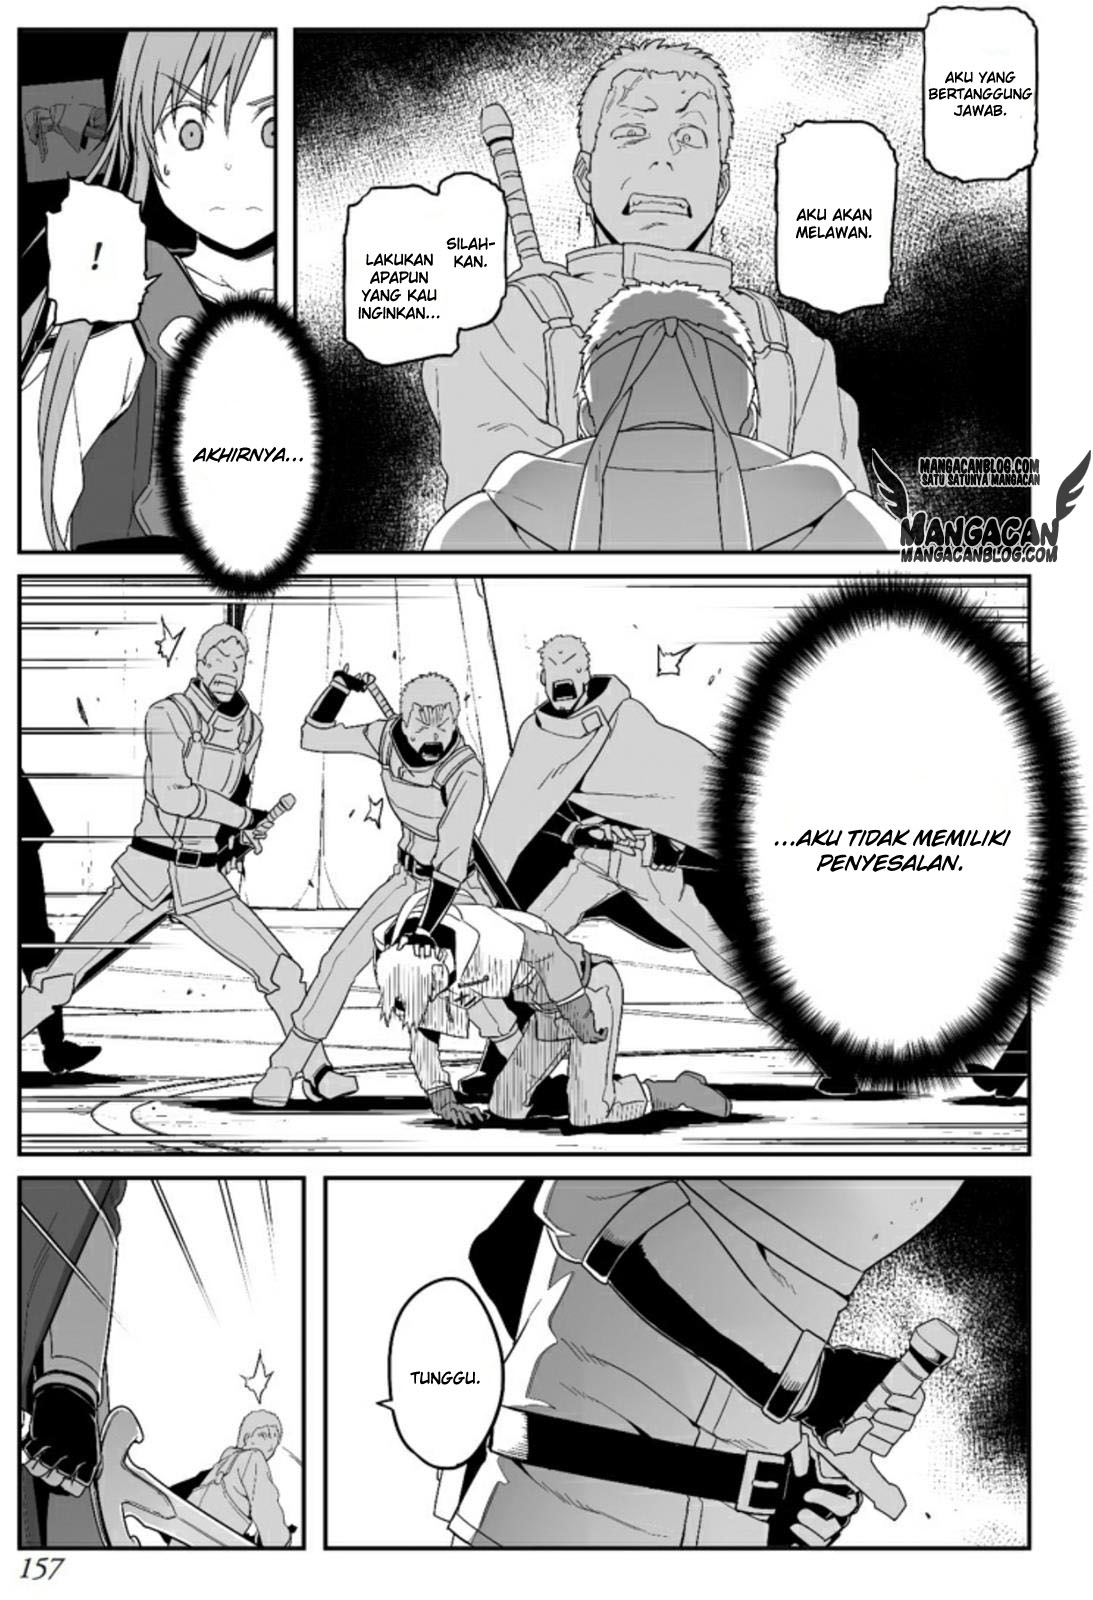 AKU YANG
BERTANGGUNG
JAWAB.
AKU AKAN
MELAWAN.
SILAH-
KAN.
LAKUKAN
APAPUN
YANG KAU
INGINKAN...
!
AKHIRNYA...
MANGACANBLOG.COM
SATU SATUNYA MANGACAN
MANGACAN
MANGACANBLOG.COM
...AKU TIDAK MEMILIKI
PENYESALAN.
TUNGGU.
157